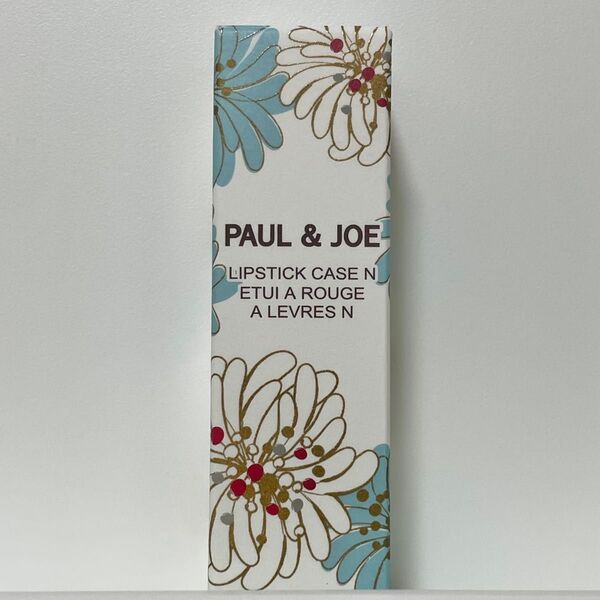 PAUL & JOE
LIPSTICK CASE N
ETUI A ROUGE
A LEVRES N